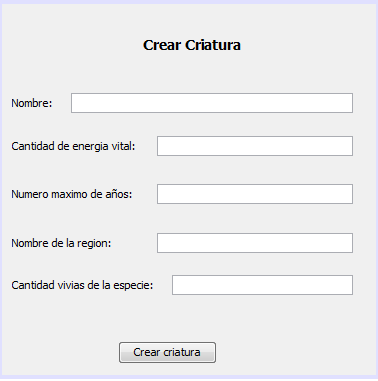 Crear Criatura
Nombre:
Cantidad de energia vital:
Numero maximo de años:
Nombre de la region:
Cantidad vivias de la especie:
Crear criatura